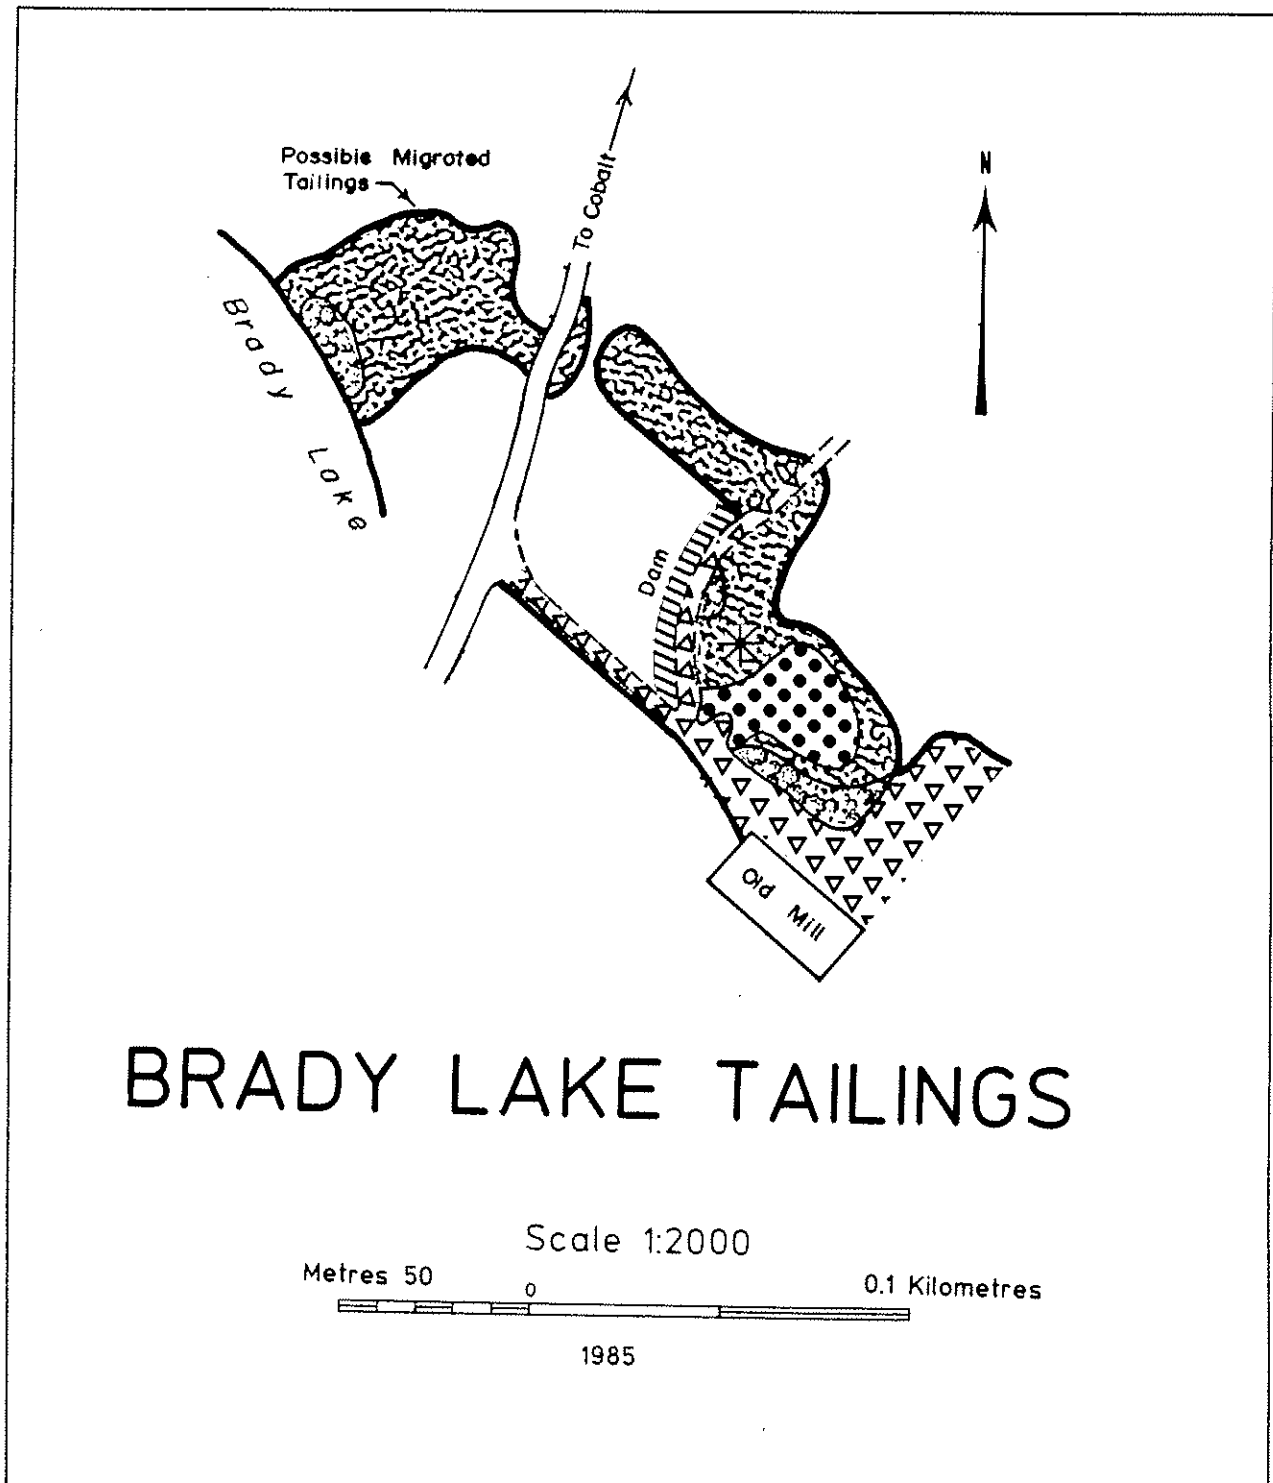 Possible Migrated
Tailings
To Cobalt
N
Brady
Lake
Dam
Old Mill
BRADY LAKE TAILINGS
Scale 1:2000
Metres 50 0 0.1 Kilometres
1985